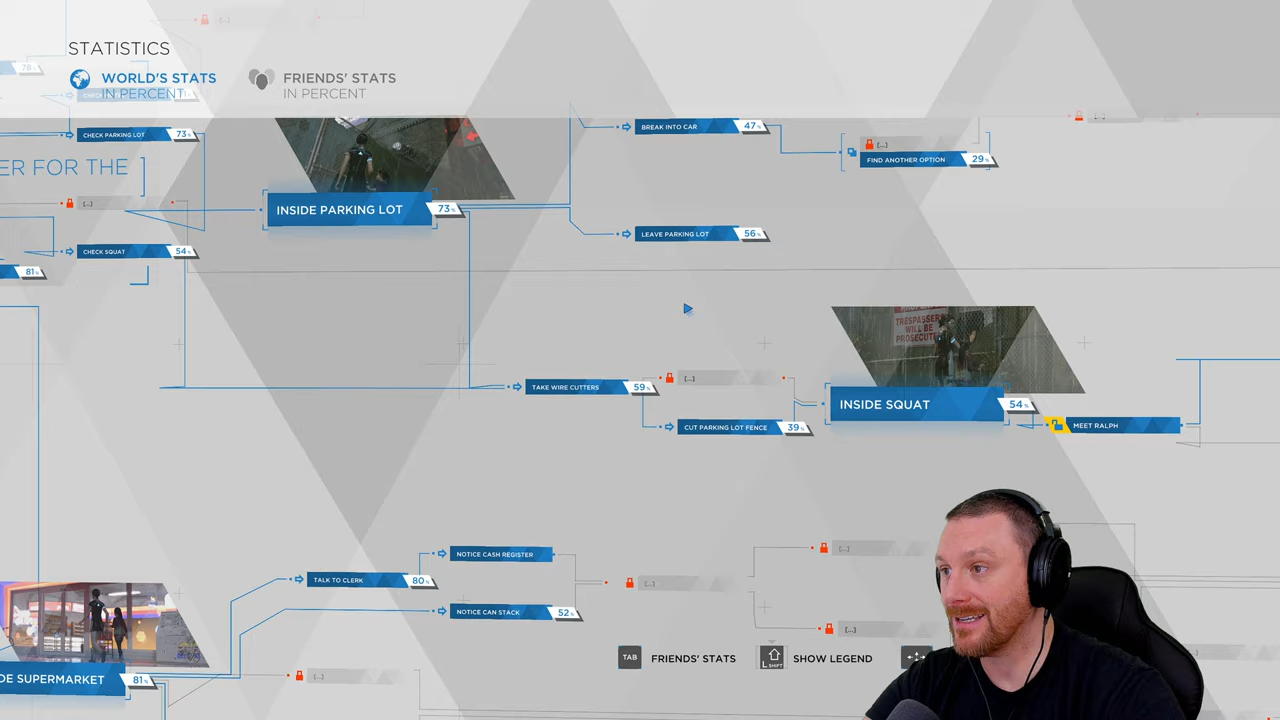 STATISTICS
WORLD'S STATS
IN PERCENT
FRIENDS' STATS
IN PERCENT
[...]
78
CHECK PARKING LOT 73%
BREAK INTO CAR 47%
[...]
[...]
FIND ANOTHER OPTION 29%
ER FOR THE
[...]
INSIDE PARKING LOT 73%
LEAVE PARKING LOT 56%
CHECK SQUAT 54%
81%
TRESPASSERS
WILL BE
PROSECUTED
TAKE WIRE CUTTERS 59%
[...]
CUT PARKING LOT FENCE 39%
INSIDE SQUAT 54%
MEET RALPH
NOTICE CASH REGISTER
[...]
TALK TO CLERK 80%
[...]
NOTICE CAN STACK 52%
[...]
DE SUPERMARKET 81%
[...]
TAB FRIENDS' STATS
L SHIFT SHOW LEGEND